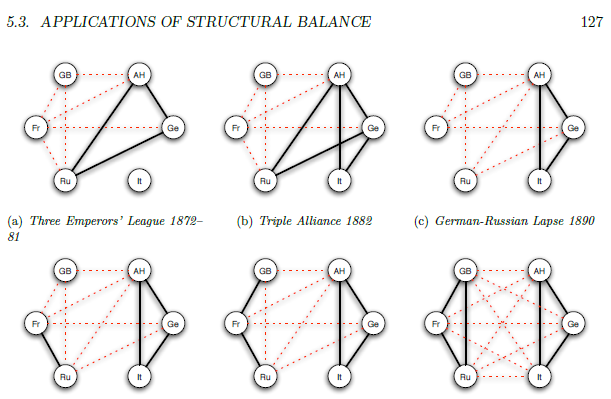 5.3. APPLICATIONS OF STRUCTURAL BALANCE 127
GB AH GB AH GB AH
Fr Ge Fr Ge Fr Ge
Ru It Ru It Ru It
(a) Three Emperors' League 1872– (b) Triple Alliance 1882 (c) German-Russian Lapse 1890
81
GB AH GB AH GB AH
Fr Ge Fr Ge Fr Ge
Ru It Ru It Ru It